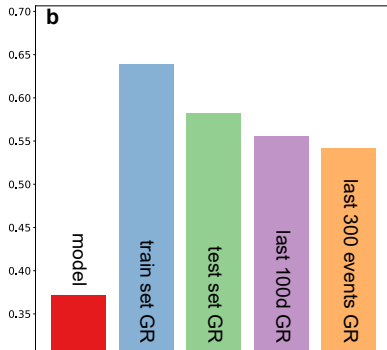 b
0.70
0.65
0.60
0.55
0.50
0.45
0.40
0.35
model
train set GR
test set GR
last 100d GR
last 300 events GR